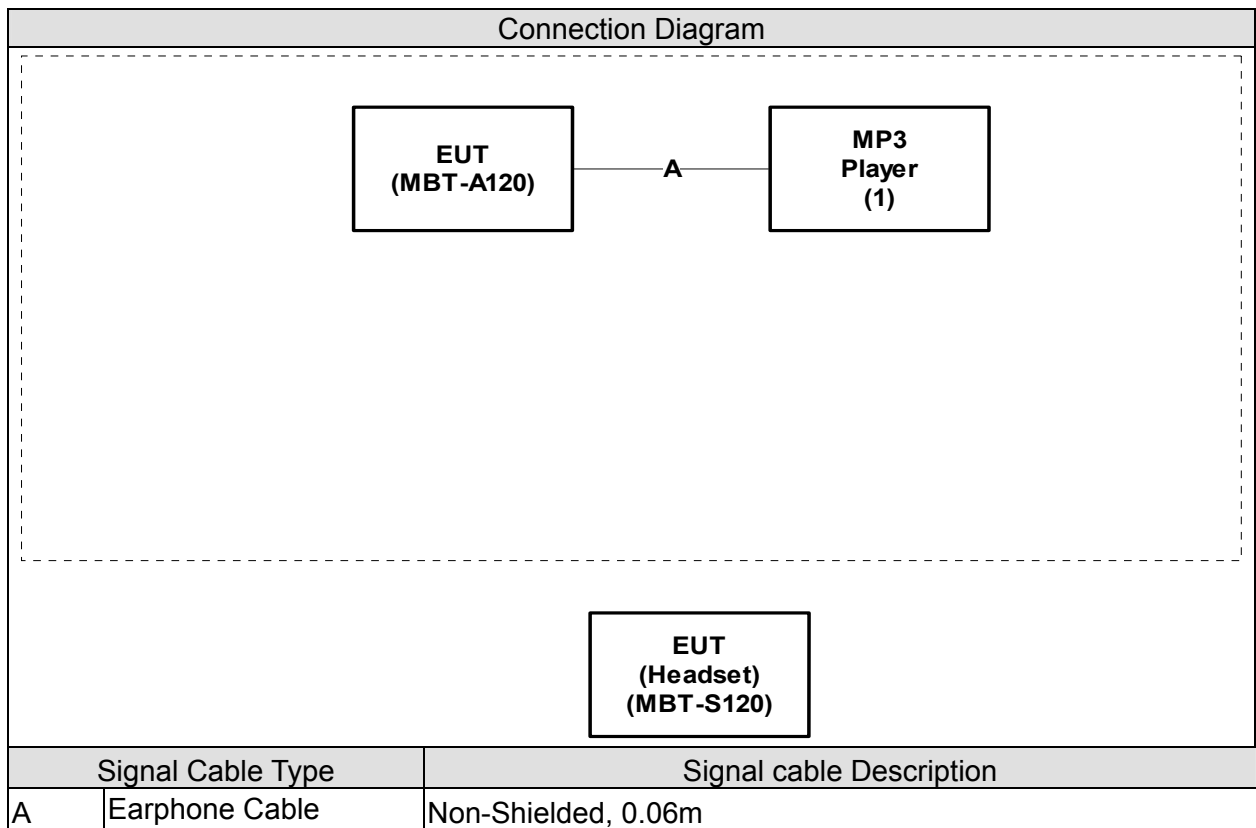 Connection Diagram
EUT
(MBT-A120)
A
MP3
Player
(1)
EUT
(Headset)
(MBT-S120)
Signal Cable Type Signal cable Description
A Earphone Cable Non-Shielded, 0.06m